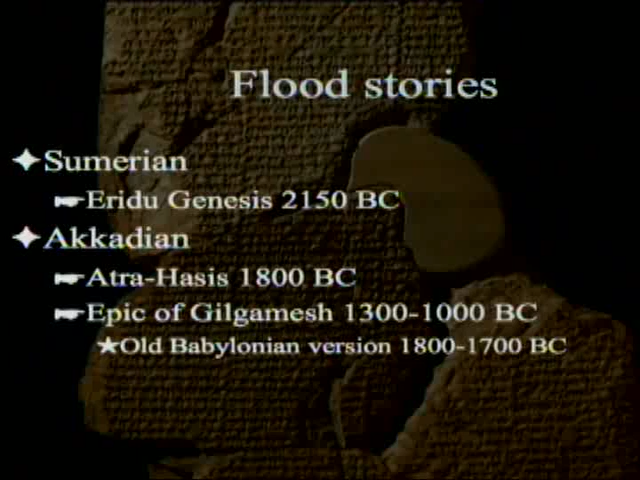 Flood stories
Sumerian
Eridu Genesis 2150 BC
Akkadian
Atra-Hasis 1800 BC
Epic of Gilgamesh 1300-1000 BC
Old Babylonian version 1800-1700 BC